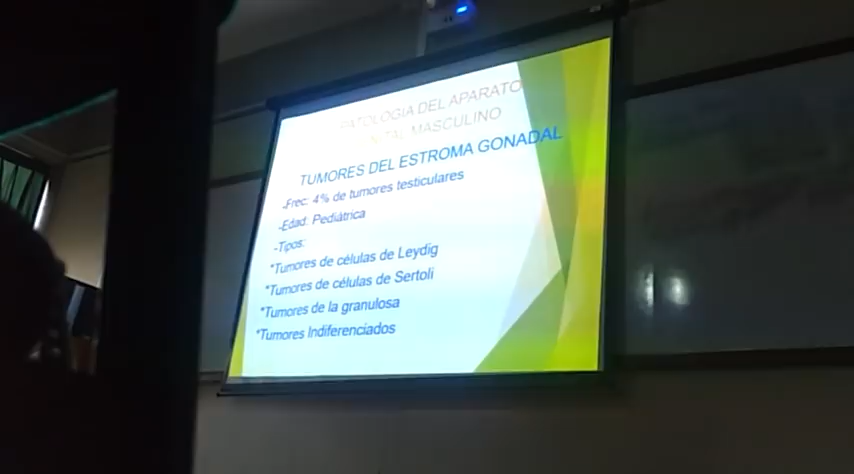 PATOLOGIA DEL APARATO
NITAL MASCULINO
TUMORES DEL ESTROMA GONADAL
-Frec: 4% de tumores testiculares
-Edad: Pediátrica
-Tipos:
*Tumores de células de Leydig
*Tumores de células de Sertoli
*Tumores de la granulosa
*Tumores Indiferenciados